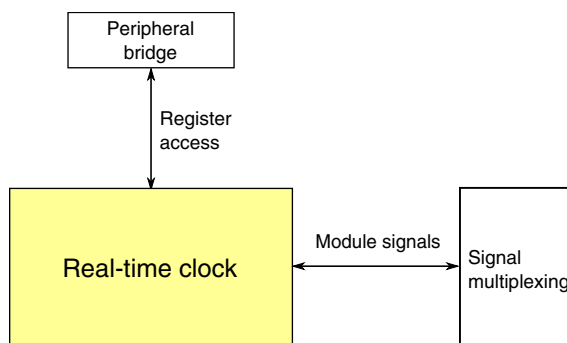 Peripheral
bridge
Register
access
Real-time clock
Module signals
Signal
multiplexing